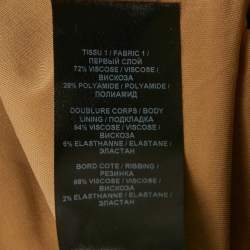 TISSU 1 / FABRIC 1 /
ПЕРВЫЙ СЛОЙ
72% VISCOSE / VISCOSE /
ВИСКОЗА
28% POLYAMIDE / POLYAMIDE /
ПОЛИАМИД
DOUBLURE CORPS / BODY
LINING / ПОДКЛАДКА
94% VISCOSE / VISCOSE /
ВИСКОЗА
6% ELASTHANNE / ELASTANE /
ЭЛАСТАН
BORD COTE / RIBBING /
РЕЗИНКА
98% VISCOSE / VISCOSE /
ВИСКОЗА
2% ELASTHANNE / ELASTANE /
ЭЛАСТАН